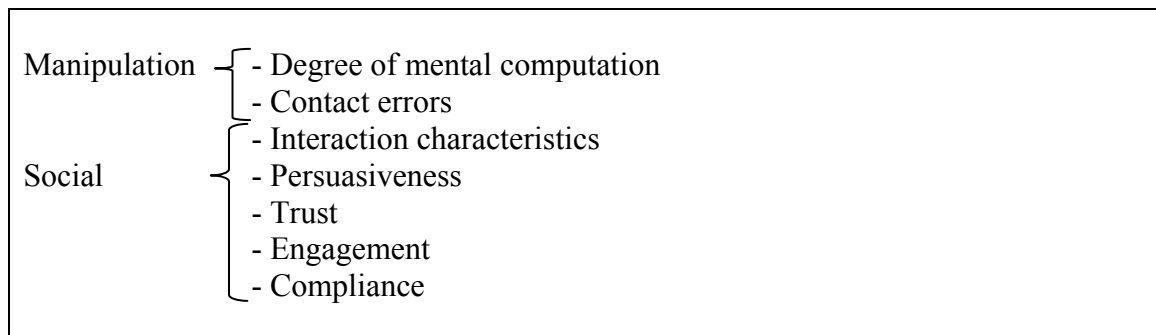 Manipulation - Degree of mental computation
- Contact errors
- Interaction characteristics
Social - Persuasiveness
- Trust
- Engagement
- Compliance